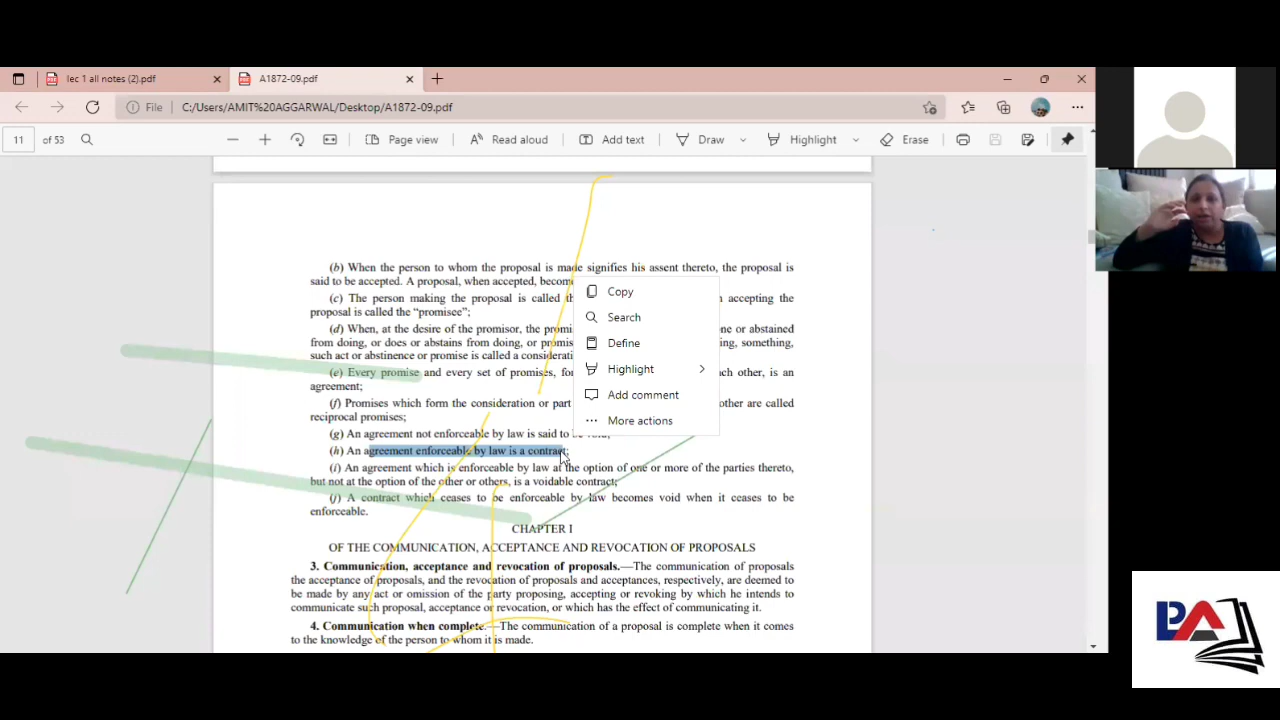 lec 1 all notes (2).pdf
A1872-09.pdf
File
C:/Users/AMIT%20AGGARWAL/Desktop/A1872-09.pdf
11 of 53
Page view
Read aloud
Add text
Draw
Highlight
Erase
(b) When the person to whom the proposal is made signifies his assent thereto, the proposal is
said to be accepted. A proposal, when accepted,
(c) The person making the proposal is called accepting the
proposal is called the “promisee”;
(d) When, at the desire of the promisor, the or abstained
from doing, or does or abstains from doing, or something,
such act or abstinence or promise is called a
(e) Every promise and every set of promises, other, is an
agreement;
(f) Promises which form the consideration or part other are called
reciprocal promises;
(g) An agreement not enforceable by law is said to be void;
(h) An agreement enforceable by law is a contract;
(i) An agreement which is enforceable by law at the option of one or more of the parties thereto,
but not at the option of the other or others, is a voidable contract;
(j) A contract which ceases to be enforceable by law becomes void when it ceases to be
enforceable.
CHAPTER I
OF THE COMMUNICATION, ACCEPTANCE AND REVOCATION OF PROPOSALS
3. Communication, acceptance and revocation of proposals.—The communication of proposals
the acceptance of proposals, and the revocation of proposals and acceptances, respectively, are deemed to
be made by any act or omission of the party proposing, accepting or revoking by which he intends to
communicate such proposal, acceptance or revocation, or which has the effect of communicating it.
4. Communication when complete.—The communication of a proposal is complete when it comes
to the knowledge of the person to whom it is made.
Copy
Search
Define
Highlight
Add comment
More actions